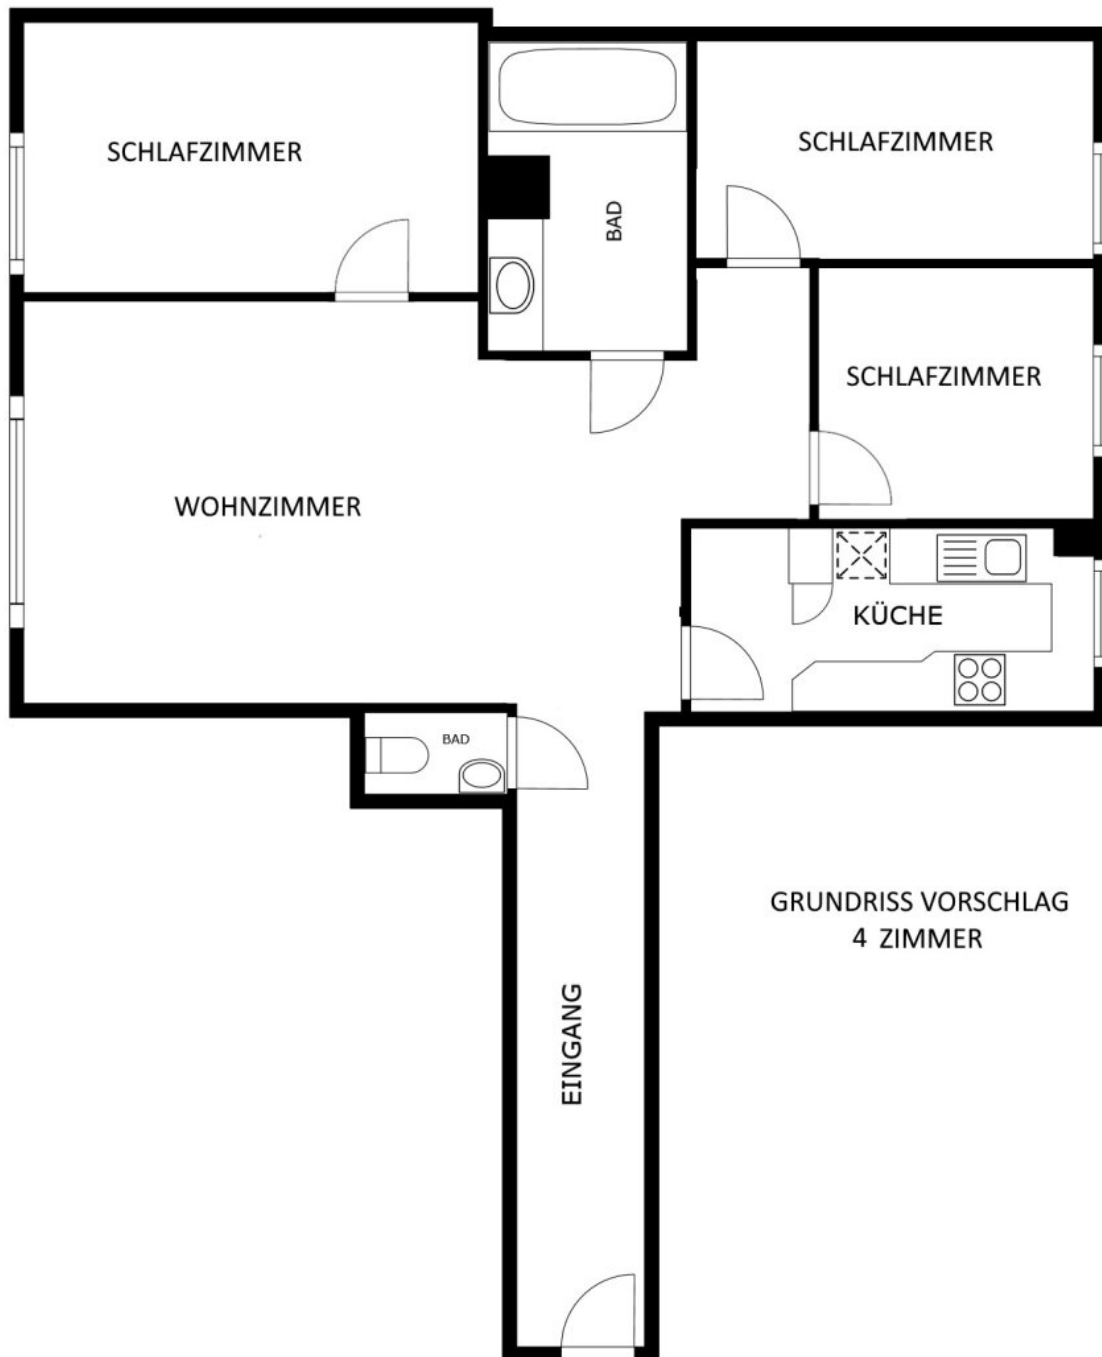 SCHLAFZIMMER
SCHLAFZIMMER
BAD
SCHLAFZIMMER
WOHNZIMMER
KÜCHE
BAD
GRUNDRISS VORSCHLAG
4 ZIMMER
EINGANG